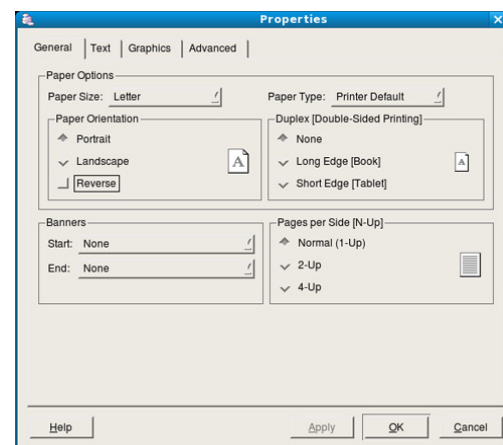 Properties
General Text Graphics Advanced
Paper Options
Paper Size: Letter
Paper Type: Printer Default
Paper Orientation
Portrait
Landscape
Reverse
A
Duplex [Double-Sided Printing]
None
Long Edge [Book]
Short Edge [Tablet]
A
Banners
Start: None
End: None
Pages per Side [N-Up]
Normal (1-Up)
2-Up
4-Up
Help Apply OK Cancel